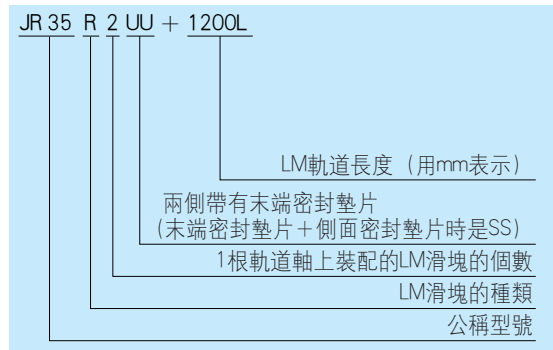 JR 35 R 2 UU + 1200L
LM軌道長度（用mm表示）
兩側帶有末端密封墊片
(末端密封墊片＋側面密封墊片時是SS)
1根軌道軸上裝配的LM滑塊的個數
LM滑塊的種類
公稱型號